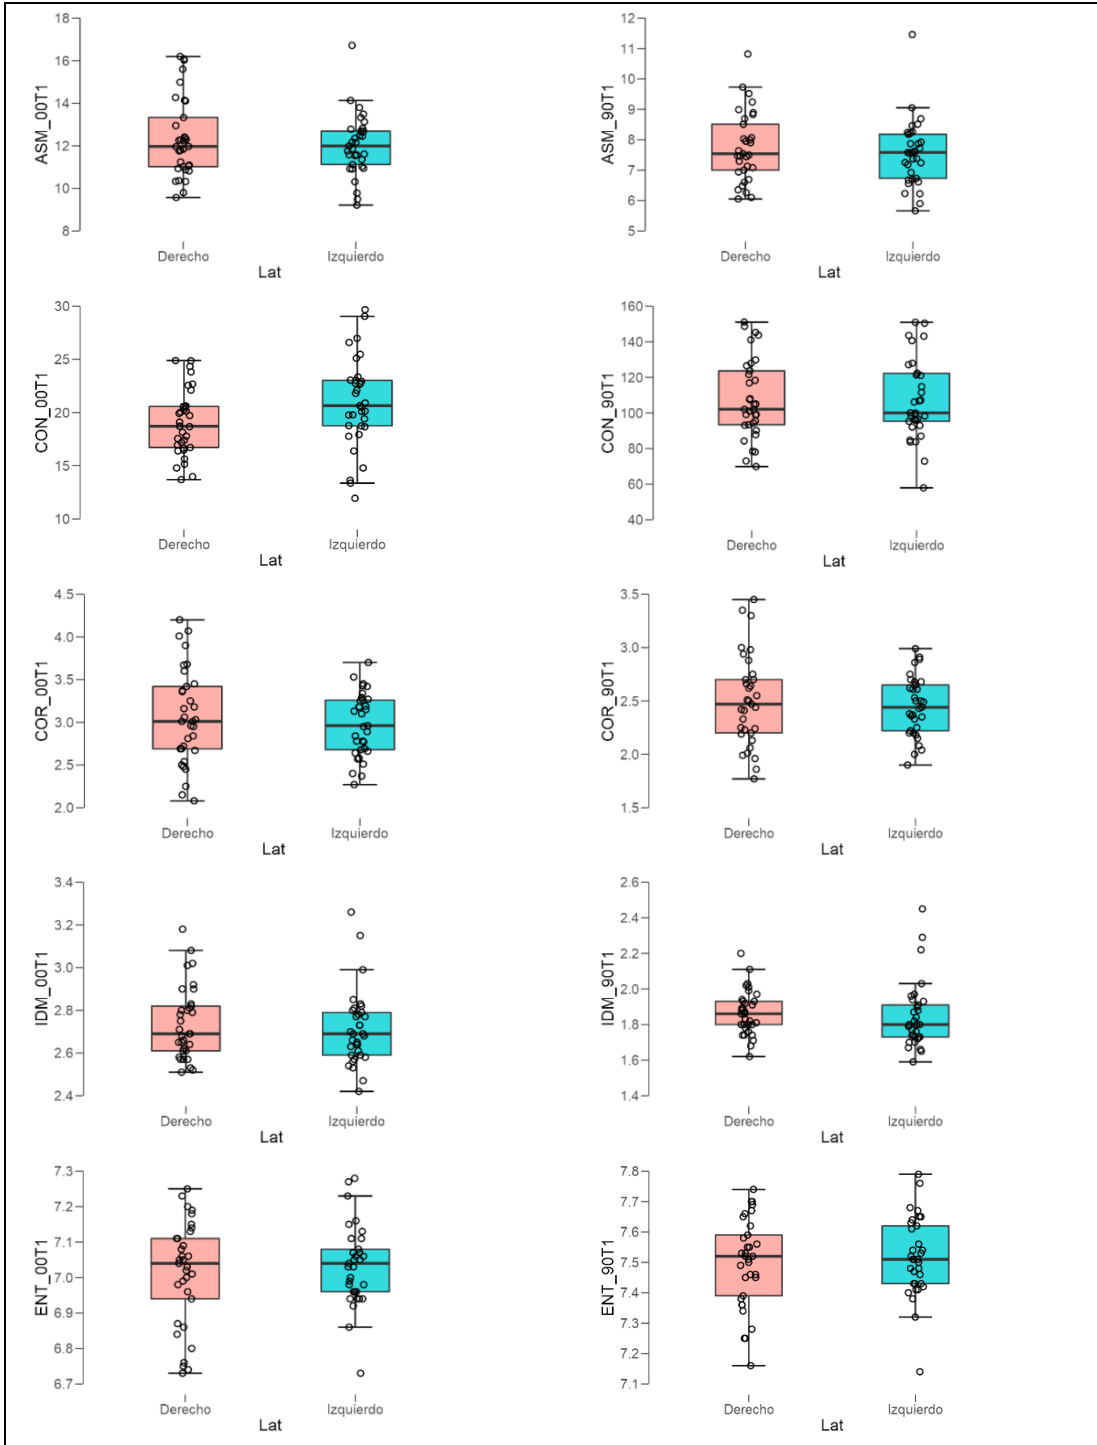 ASM_00T1
18
16
14
12
10
8
Derecho
Izquierdo
Lat
ASM_90T1
12
11
10
9
8
7
6
5
Derecho
Izquierdo
Lat
CON_00T1
30
25
20
15
10
Derecho
Izquierdo
Lat
CON_90T1
160
140
120
100
80
60
40
Derecho
Izquierdo
Lat
COR_00T1
4.5
4.0
3.5
3.0
2.5
2.0
Derecho
Izquierdo
Lat
COR_90T1
3.5
3.0
2.5
2.0
1.5
Derecho
Izquierdo
Lat
IDM_00T1
3.4
3.2
3.0
2.8
2.6
2.4
Derecho
Izquierdo
Lat
IDM_90T1
2.6
2.4
2.2
2.0
1.8
1.6
1.4
Derecho
Izquierdo
Lat
ENT_00T1
7.3
7.2
7.1
7.0
6.9
6.8
6.7
Derecho
Izquierdo
Lat
ENT_90T1
7.8
7.7
7.6
7.5
7.4
7.3
7.2
7.1
Derecho
Izquierdo
Lat